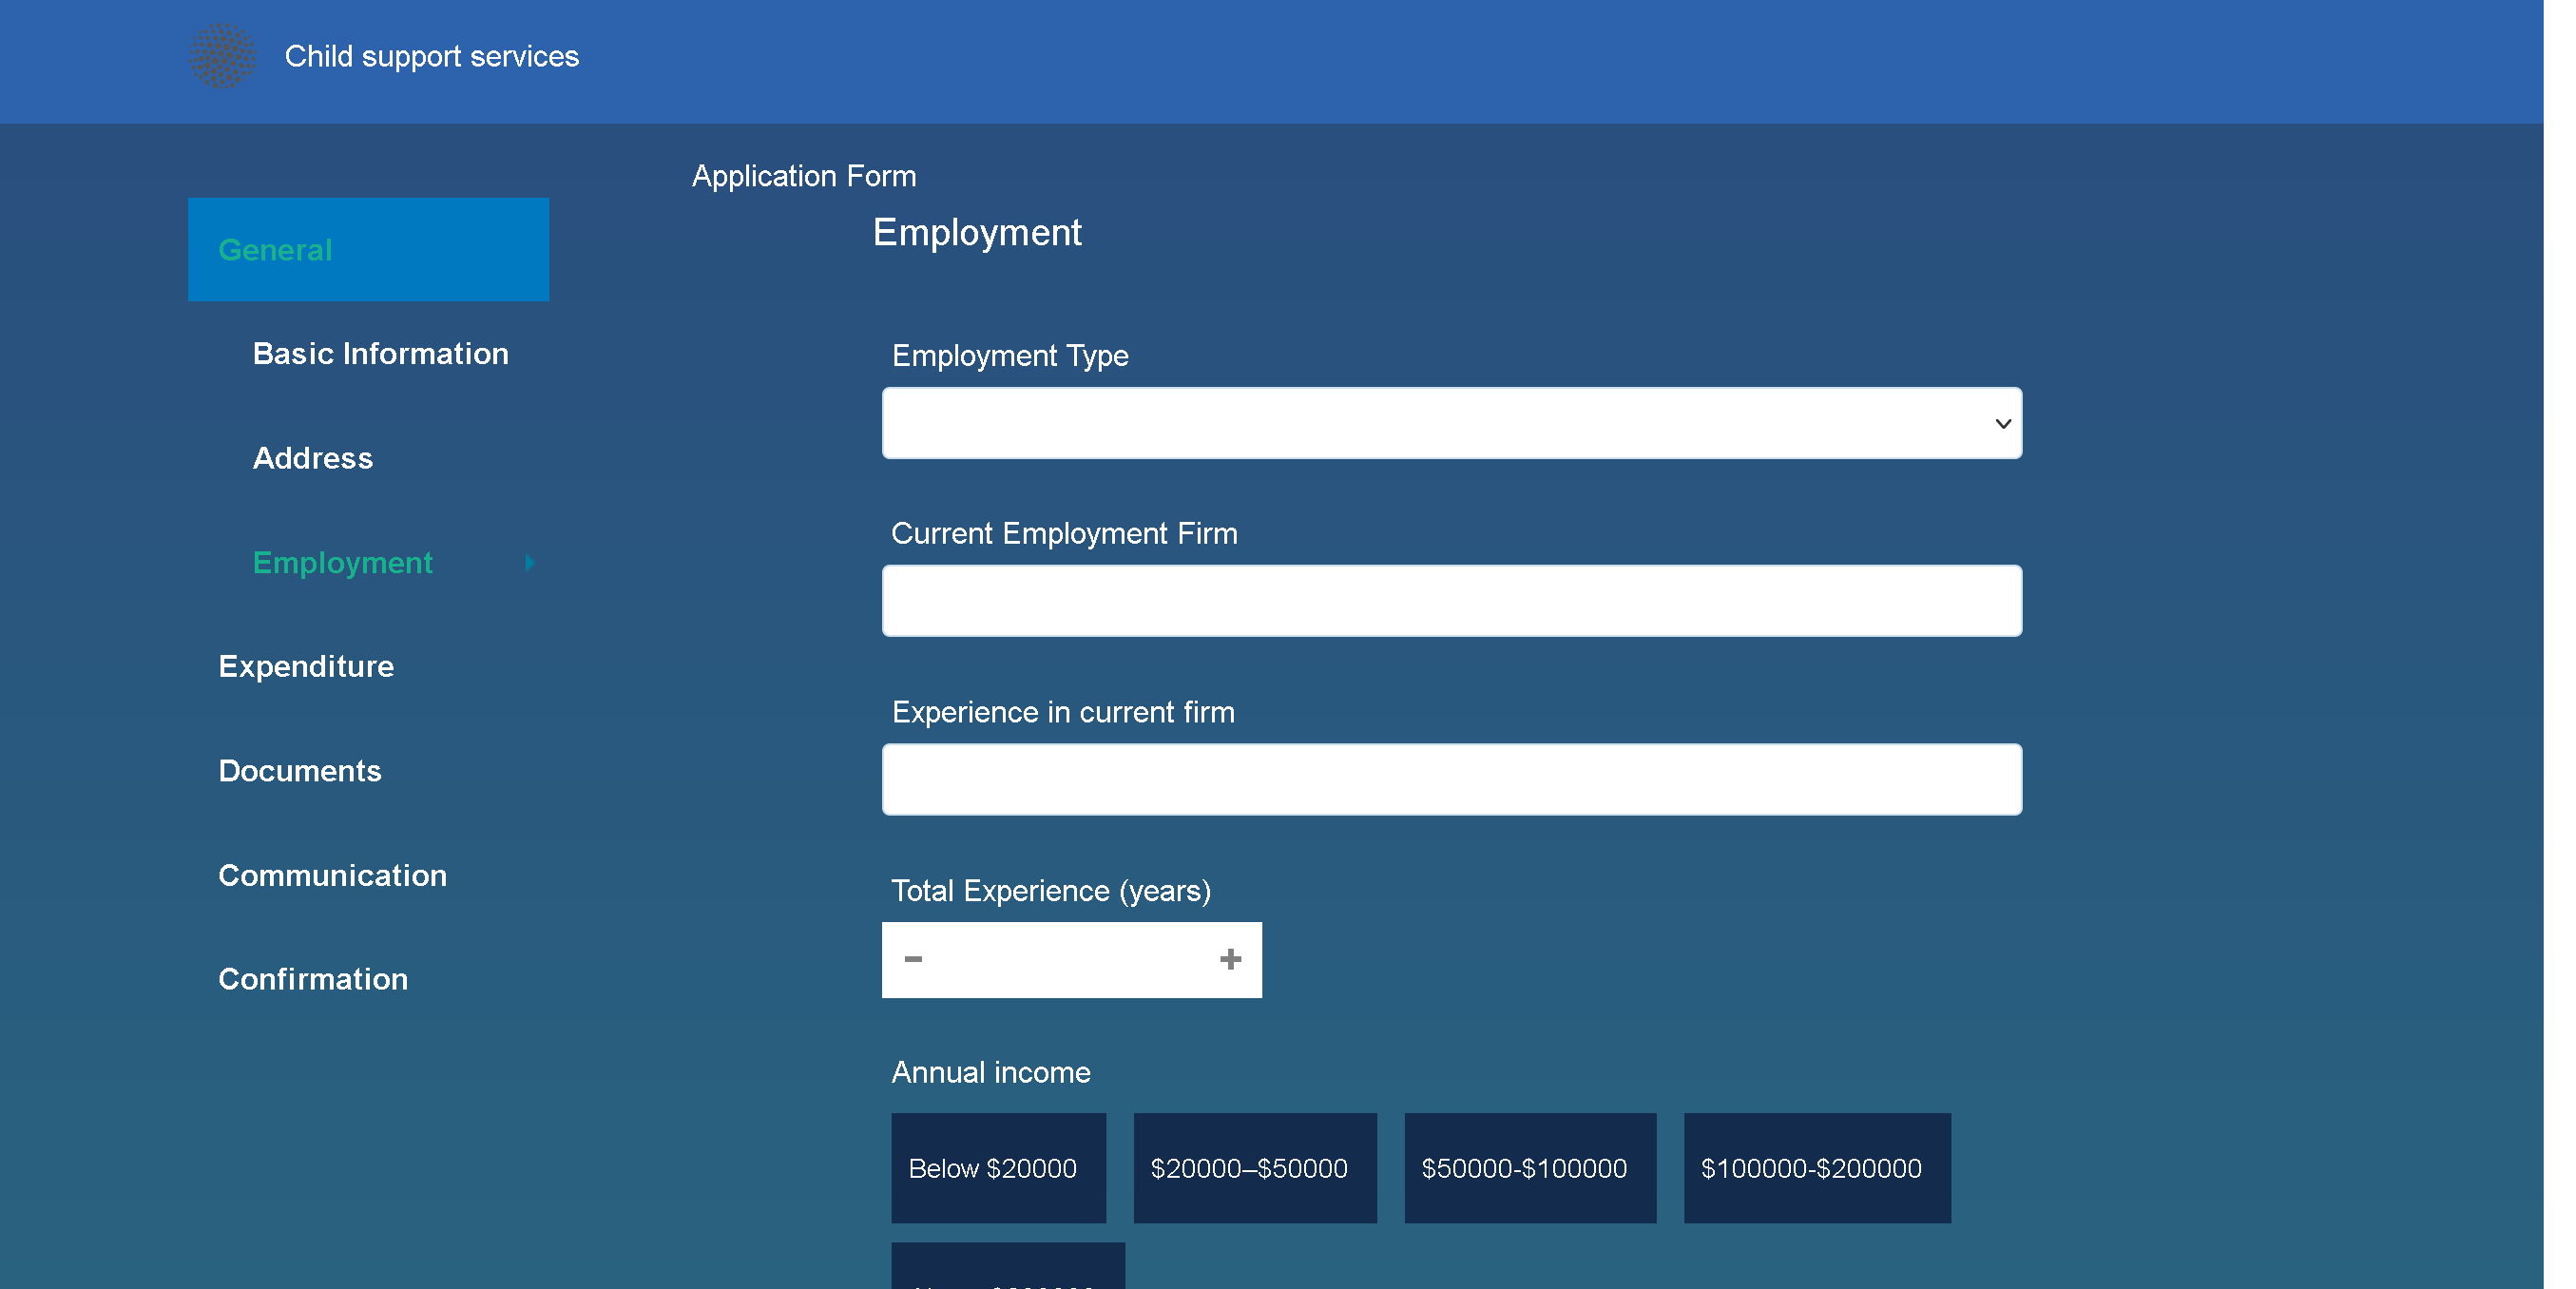 Child support services
Application Form
Employment
General
Basic Information
Address
Employment
Expenditure
Documents
Communication
Confirmation
Employment Type
Current Employment Firm
Experience in current firm
Total Experience (years)
- +
Annual income
Below $20000 $20000–$50000 $50000-$100000 $100000-$200000